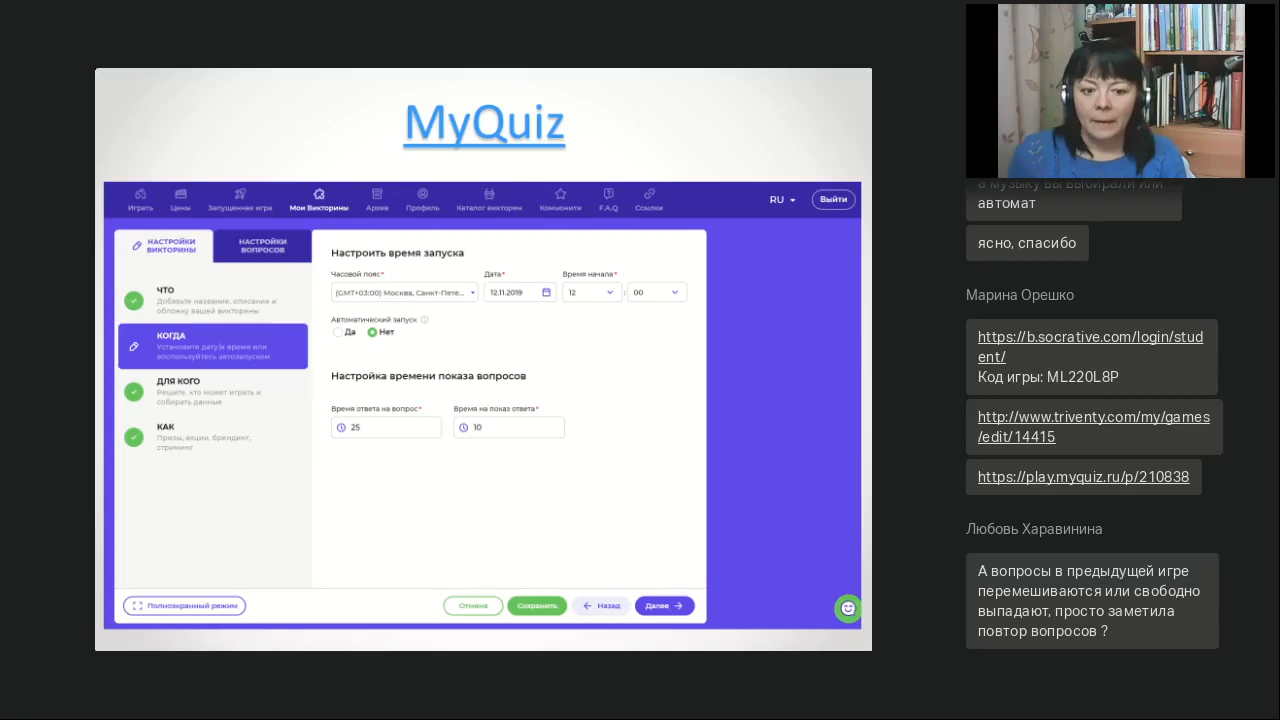 MyQuiz
Играть
Цены
Запущенная игра
Мои Викторины
Архив
Профиль
Каталог викторин
Комьюнити
F.A.Q
Ссылки
RU
Выйти
НАСТРОЙКИ
ВИКТОРИНЫ
НАСТРОЙКИ
ВОПРОСОВ
ЧТО
Добавьте название, описание и
обложку вашей викторины
КОГДА
Установите дату и время или
воспользуйтесь автозапуском
ДЛЯ КОГО
Решите, кто может играть и
собирать данные
КАК
Призы, акции, брендинг,
стриминг
Настроить время запуска
Часовой пояс*
Дата*
Время начала*
(GMT+03:00) Москва, Санкт-Пете...
12.11.2019
12
:
00
Автоматический запуск
Да
Нет
Настройка времени показа вопросов
Время ответа на вопрос*
Время на показ ответа*
25
10
Полноэкранный режим
Отмена
Сохранить
Назад
Далее
а музыку вы выбирали или
автомат
ясно, спасибо
Марина Орешко
https://b.socrative.com/login/stud
ent/
Код игры: ML220L8P
http://www.triventy.com/my/games
/edit/14415
https://play.myquiz.ru/p/210838
Любовь Харавинина
А вопросы в предыдущей игре
перемешиваются или свободно
выпадают, просто заметила
повтор вопросов ?